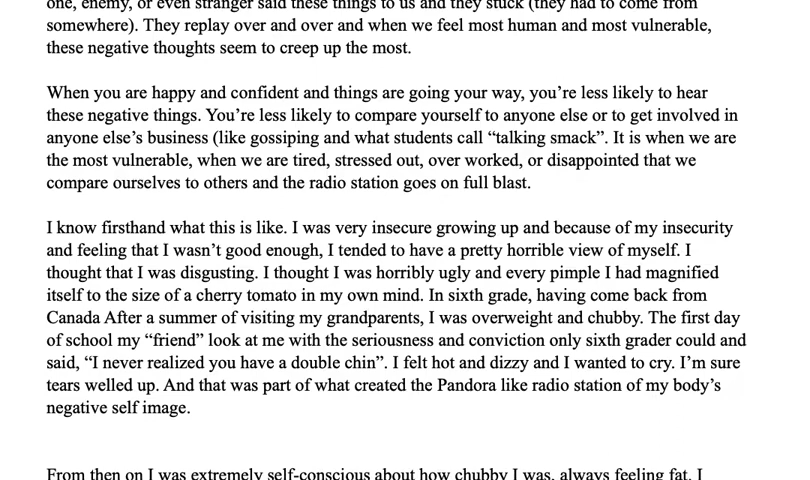 one, enemy, or even stranger said these things to us and they stuck (they had to come from
somewhere). They replay over and over and when we feel most human and most vulnerable,
these negative thoughts seem to creep up the most.
When you are happy and confident and things are going your way, you’re less likely to hear
these negative things. You’re less likely to compare yourself to anyone else or to get involved in
anyone else’s business (like gossiping and what students call “talking smack”. It is when we are
the most vulnerable, when we are tired, stressed out, over worked, or disappointed that we
compare ourselves to others and the radio station goes on full blast.
I know firsthand what this is like. I was very insecure growing up and because of my insecurity
and feeling that I wasn’t good enough, I tended to have a pretty horrible view of myself. I
thought that I was disgusting. I thought I was horribly ugly and every pimple I had magnified
itself to the size of a cherry tomato in my own mind. In sixth grade, having come back from
Canada After a summer of visiting my grandparents, I was overweight and chubby. The first day
of school my “friend” look at me with the seriousness and conviction only sixth grader could and
said, “I never realized you have a double chin”. I felt hot and dizzy and I wanted to cry. I’m sure
tears welled up. And that was part of what created the Pandora like radio station of my body’s
negative self image.
From then on I was extremely self-conscious about how chubby I was, always feeling fat. I